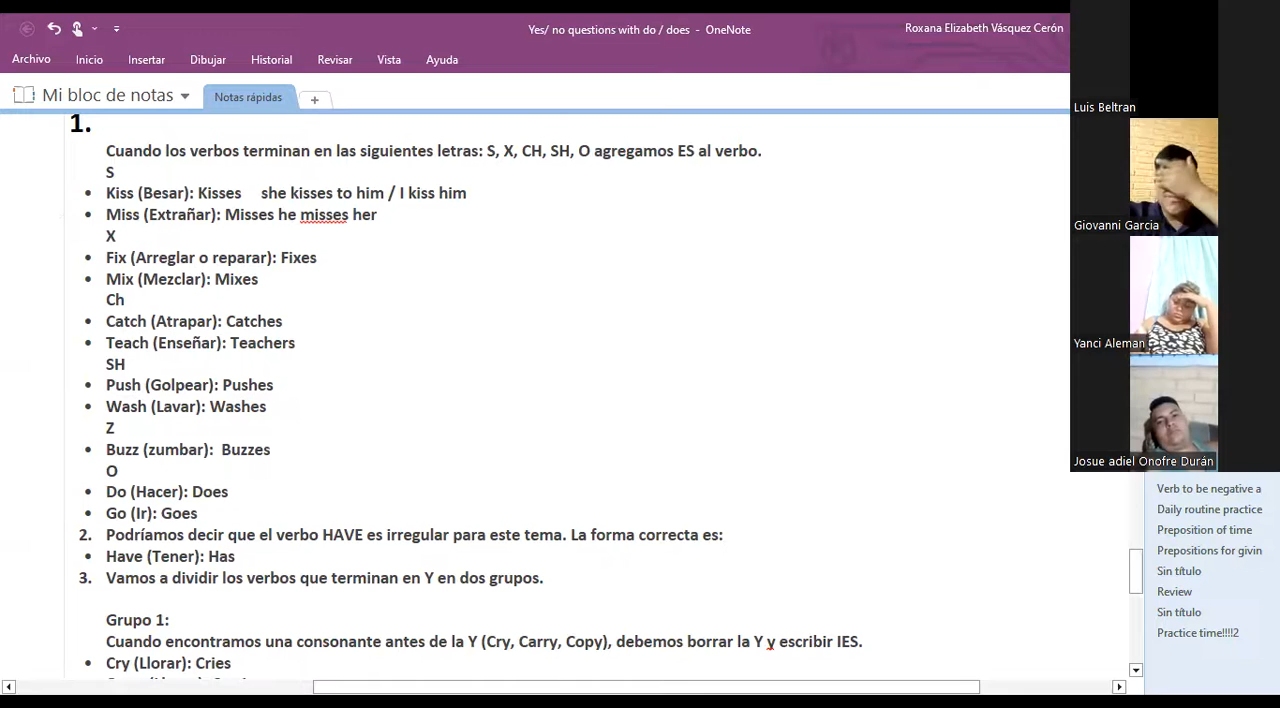 Yes/ no questions with do / does - OneNote
Roxana Elizabeth Vásquez Cerón
Archivo Inicio Insertar Dibujar Historial Revisar Vista Ayuda
Mi bloc de notas Notas rápidas
1.
Cuando los verbos terminan en las siguientes letras: S, X, CH, SH, O agregamos ES al verbo.
S
Kiss (Besar): Kisses she kisses to him / I kiss him
Miss (Extrañar): Misses he misses her
X
Fix (Arreglar o reparar): Fixes
Mix (Mezclar): Mixes
Ch
Catch (Atrapar): Catches
Teach (Enseñar): Teachers
SH
Push (Golpear): Pushes
Wash (Lavar): Washes
Z
Buzz (zumbar): Buzzes
O
Do (Hacer): Does
Go (Ir): Goes
2. Podríamos decir que el verbo HAVE es irregular para este tema. La forma correcta es:
Have (Tener): Has
3. Vamos a dividir los verbos que terminan en Y en dos grupos.
Grupo 1:
Cuando encontramos una consonante antes de la Y (Cry, Carry, Copy), debemos borrar la Y y escribir IES.
Cry (Llorar): Cries
Luis Beltran
Giovanni Garcia
Yanci Aleman
Josue adiel Onofre Durán
Verb to be negative a
Daily routine practice
Preposition of time
Prepositions for givin
Sin título
Review
Sin título
Practice time!!!!2